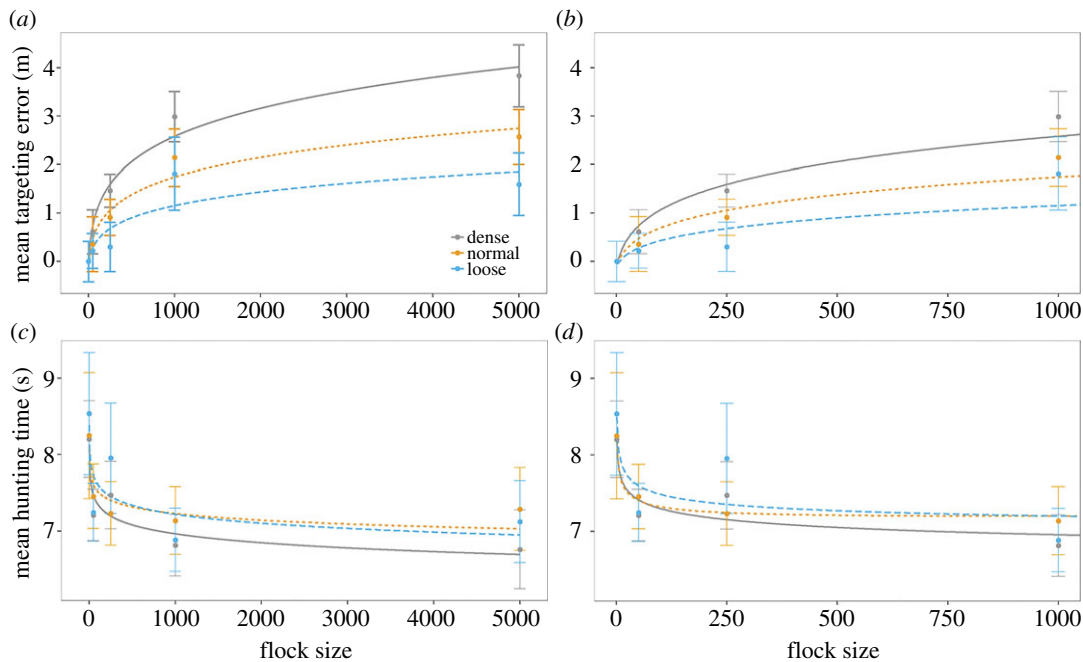 (a)
(b)
mean targeting error (m)
4
3
2
1
0
dense
normal
loose
0 1000 2000 3000 4000 5000
4
3
2
1
0
0 250 500 750 1000
(c)
(d)
mean hunting time (s)
9
8
7
0 1000 2000 3000 4000 5000
flock size
9
8
7
0 250 500 750 1000
flock size